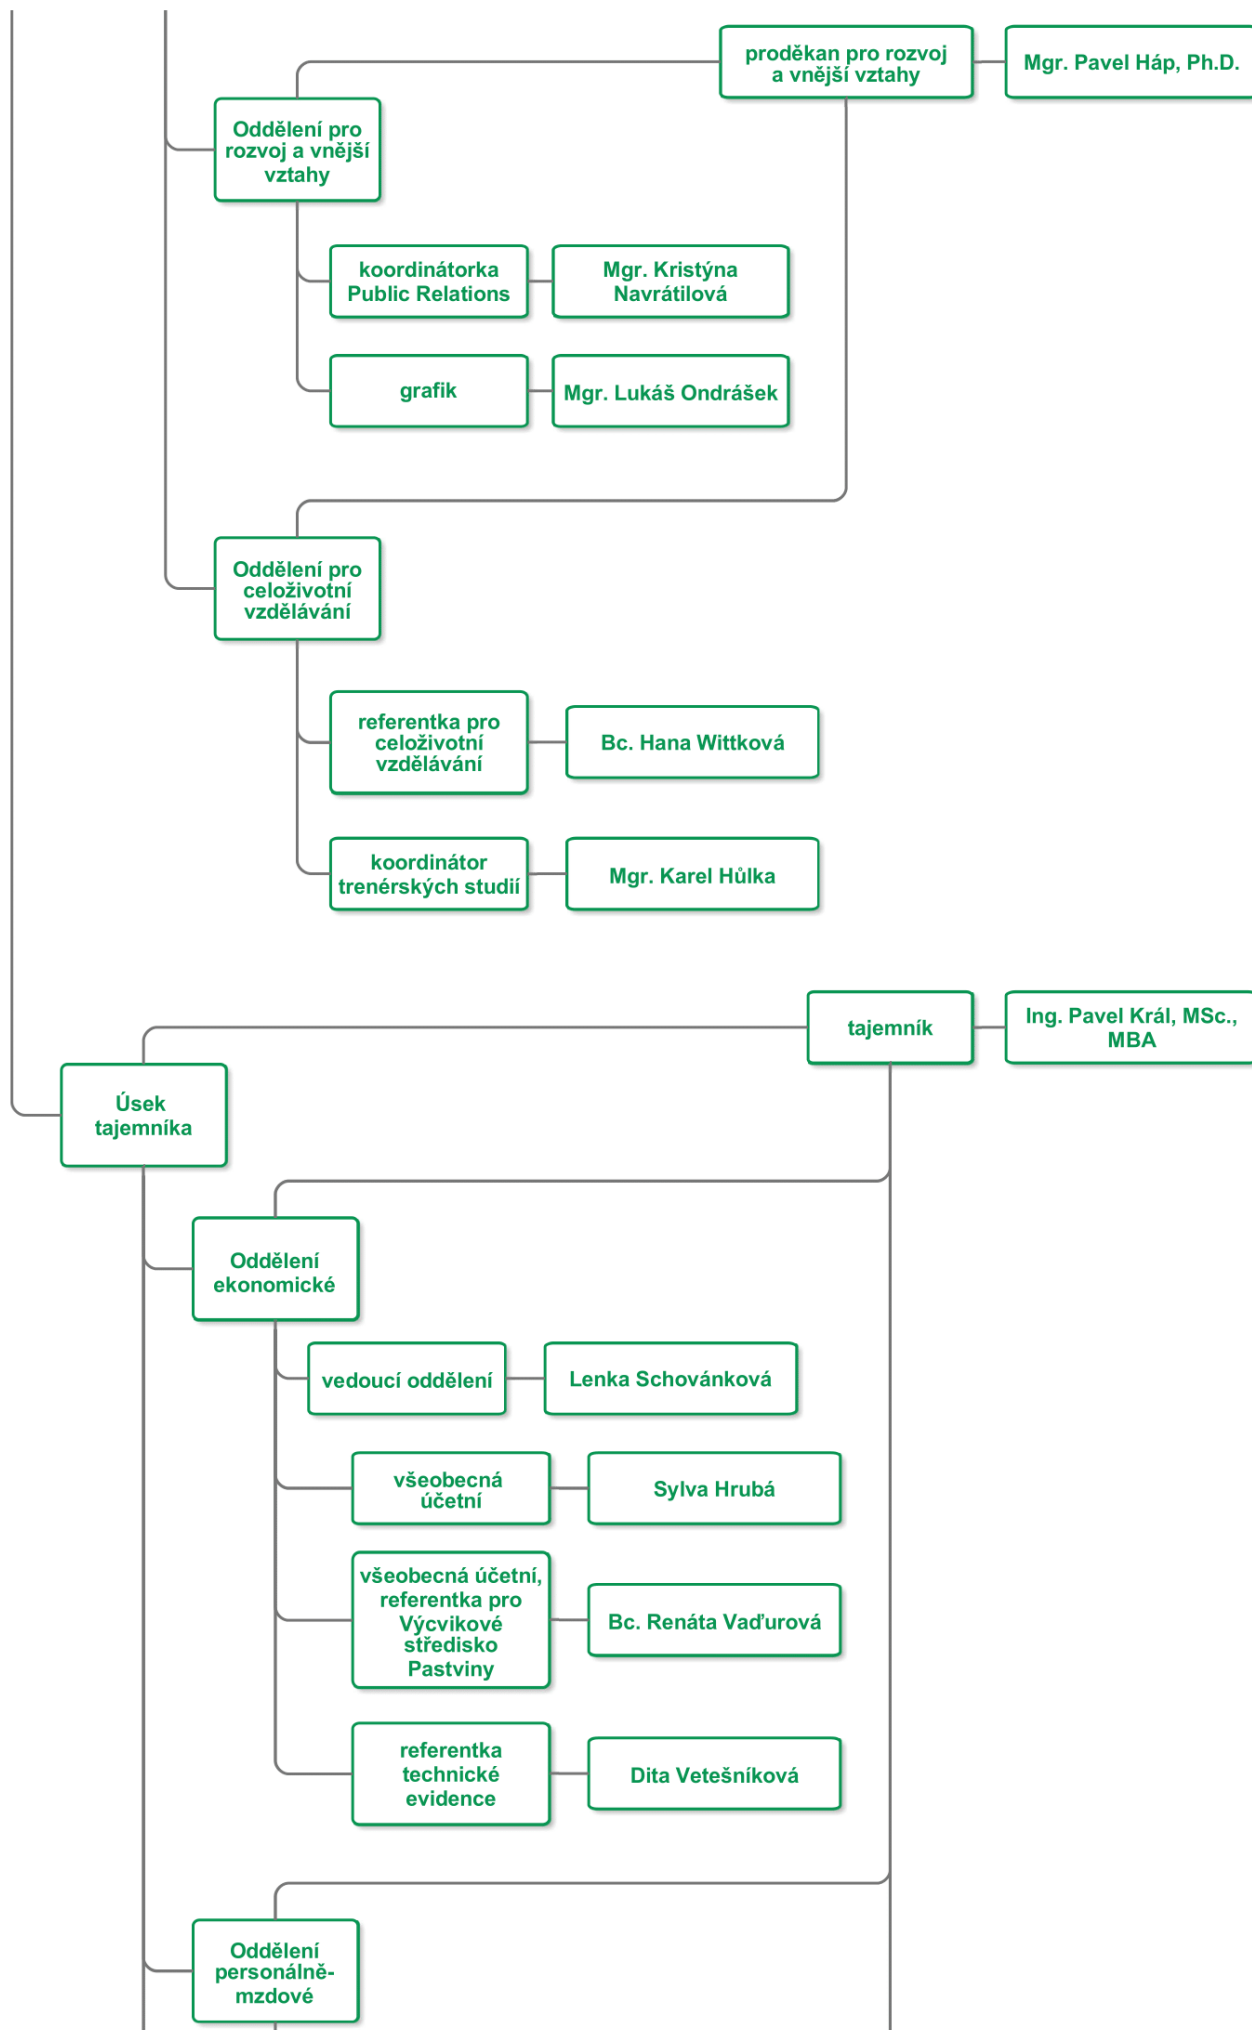 proděkan pro rozvoj
a vnější vztahy
Mgr. Pavel Háp, Ph.D.
Oddělení pro
rozvoj a vnější
vztahy
koordinátorka
Public Relations
Mgr. Kristýna
Navrátilová
grafik
Mgr. Lukáš Ondrášek
Oddělení pro
celoživotní
vzdělávání
referentka pro
celoživotní
vzdělávání
Bc. Hana Wittková
koordinátor
trenérských studií
Mgr. Karel Hůlka
tajemník
Ing. Pavel Král, MSc.,
MBA
Úsek
tajemníka
Oddělení
ekonomické
vedoucí oddělení
Lenka Schovánková
všeobecná
účetní
Sylva Hrubá
všeobecná účetní,
referentka pro
Výcvikové
středisko
Pastviny
Bc. Renáta Vaďurová
referentka
technické
evidence
Dita Vetešníková
Oddělení
personálně-
mzdové